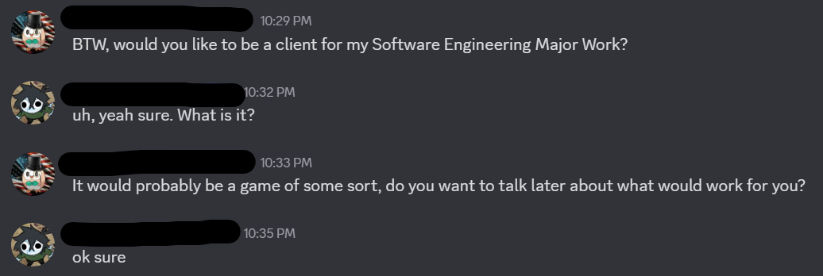 10:29 PM
BTW, would you like to be a client for my Software Engineering Major Work?
10:32 PM
uh, yeah sure. What is it?
10:33 PM
It would probably be a game of some sort, do you want to talk later about what would work for you?
10:35 PM
ok sure